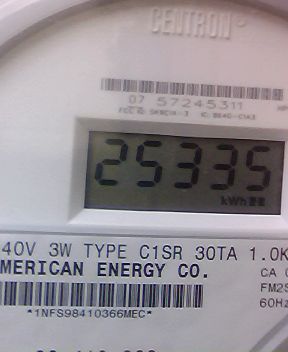 CENTRON®
07 57245311
25335
kWh
40V 3W TYPE C1SR 30TA 1.0K
MERICAN ENERGY CO.
CA
FM2S
60Hz
*1NFS98410366MEC*